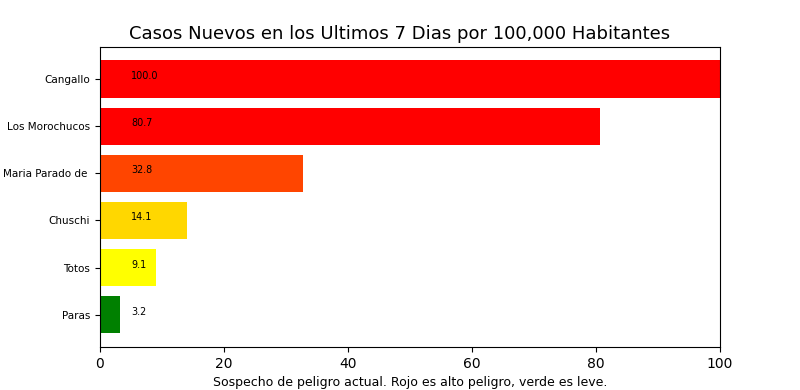 Casos Nuevos en los Ultimos 7 Dias por 100,000 Habitantes
Cangallo 100.0
Los Morochucos 80.7
Maria Parado de 32.8
Chuschi 14.1
Totos 9.1
Paras 3.2
0 20 40 60 80 100
Sospecho de peligro actual. Rojo es alto peligro, verde es leve.